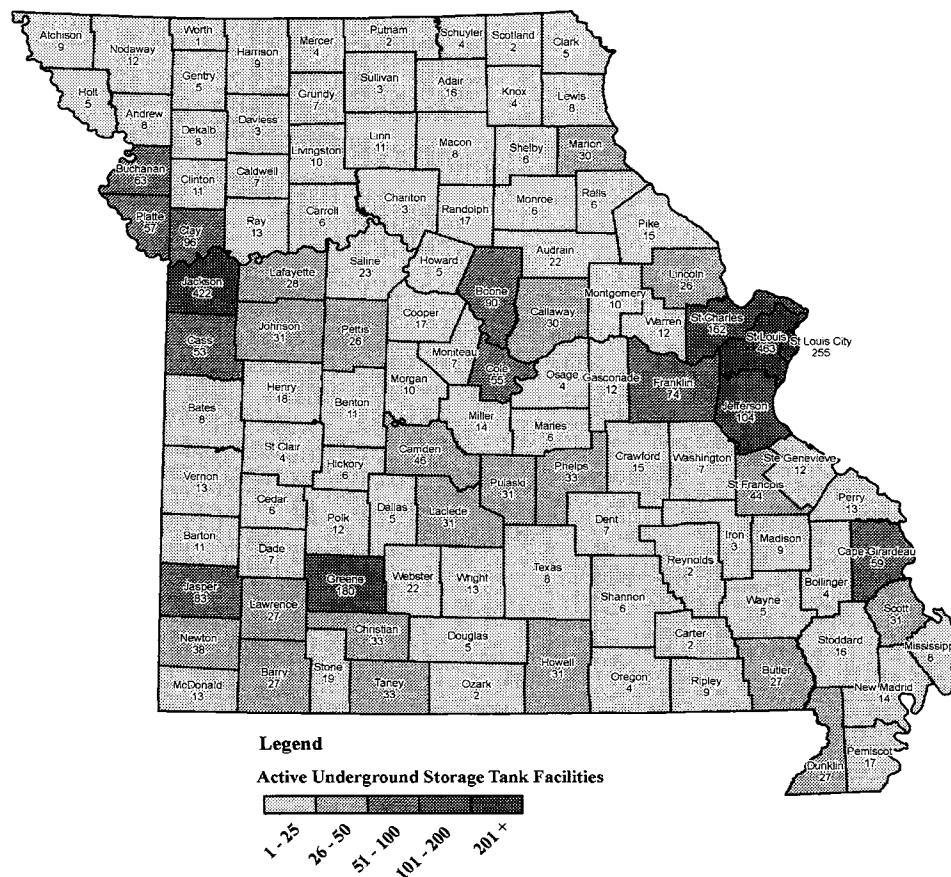 Atchison
9
Nodaway
12
Worth
1
Harrison
9
Mercer
4
Putnam
2
Schuyler
4
Scotland
2
Clark
5
Holt
5
Gentry
5
Grundy
7
Sullivan
3
Adair
16
Knox
4
Lewis
8
Andrew
8
Dekalb
8
Daviess
3
Livingston
10
Linn
11
Macon
8
Shelby
6
Marion
30
Buchanan
63
Clinton
11
Caldwell
7
Chariton
3
Randolph
17
Monroe
6
Ralls
6
Platte
57
Clay
96
Ray
13
Carroll
6
Pike
15
Audrain
22
Jackson
422
Lafayette
28
Saline
23
Howard
5
Boone
90
Callaway
30
Montgomery
10
Lincoln
26
Warren
12
St Charles
152
St Louis
463
St Louis City
255
Cass
53
Johnson
31
Pettis
26
Cooper
17
Moniteau
7
Cole
55
Osage
4
Gasconade
12
Franklin
74
Jefferson
104
Bates
8
Henry
18
Benton
11
Morgan
10
Miller
14
Maries
6
St Clair
4
Hickory
6
Camden
46
Pulaski
31
Phelps
33
Crawford
15
Washington
7
Ste Genevieve
12
St Francois
44
Perry
13
Vernon
13
Cedar
6
Polk
12
Dallas
5
Laclede
31
Dent
7
Iron
3
Madison
9
Cape Girardeau
59
Barton
11
Dade
7
Greene
180
Webster
22
Wright
13
Texas
8
Reynolds
2
Bollinger
4
Jasper
83
Lawrence
27
Shannon
6
Wayne
5
Scott
31
Newton
38
Christian
33
Douglas
5
Howell
31
Carter
2
Stoddard
16
Mississippi
8
McDonald
13
Barry
27
Stone
19
Taney
33
Ozark
2
Oregon
4
Ripley
9
Butler
27
New Madrid
14
Dunklin
27
Pemiscot
17
Legend
Active Underground Storage Tank Facilities
1 - 25
26 - 50
51 - 100
101 - 200
201 +